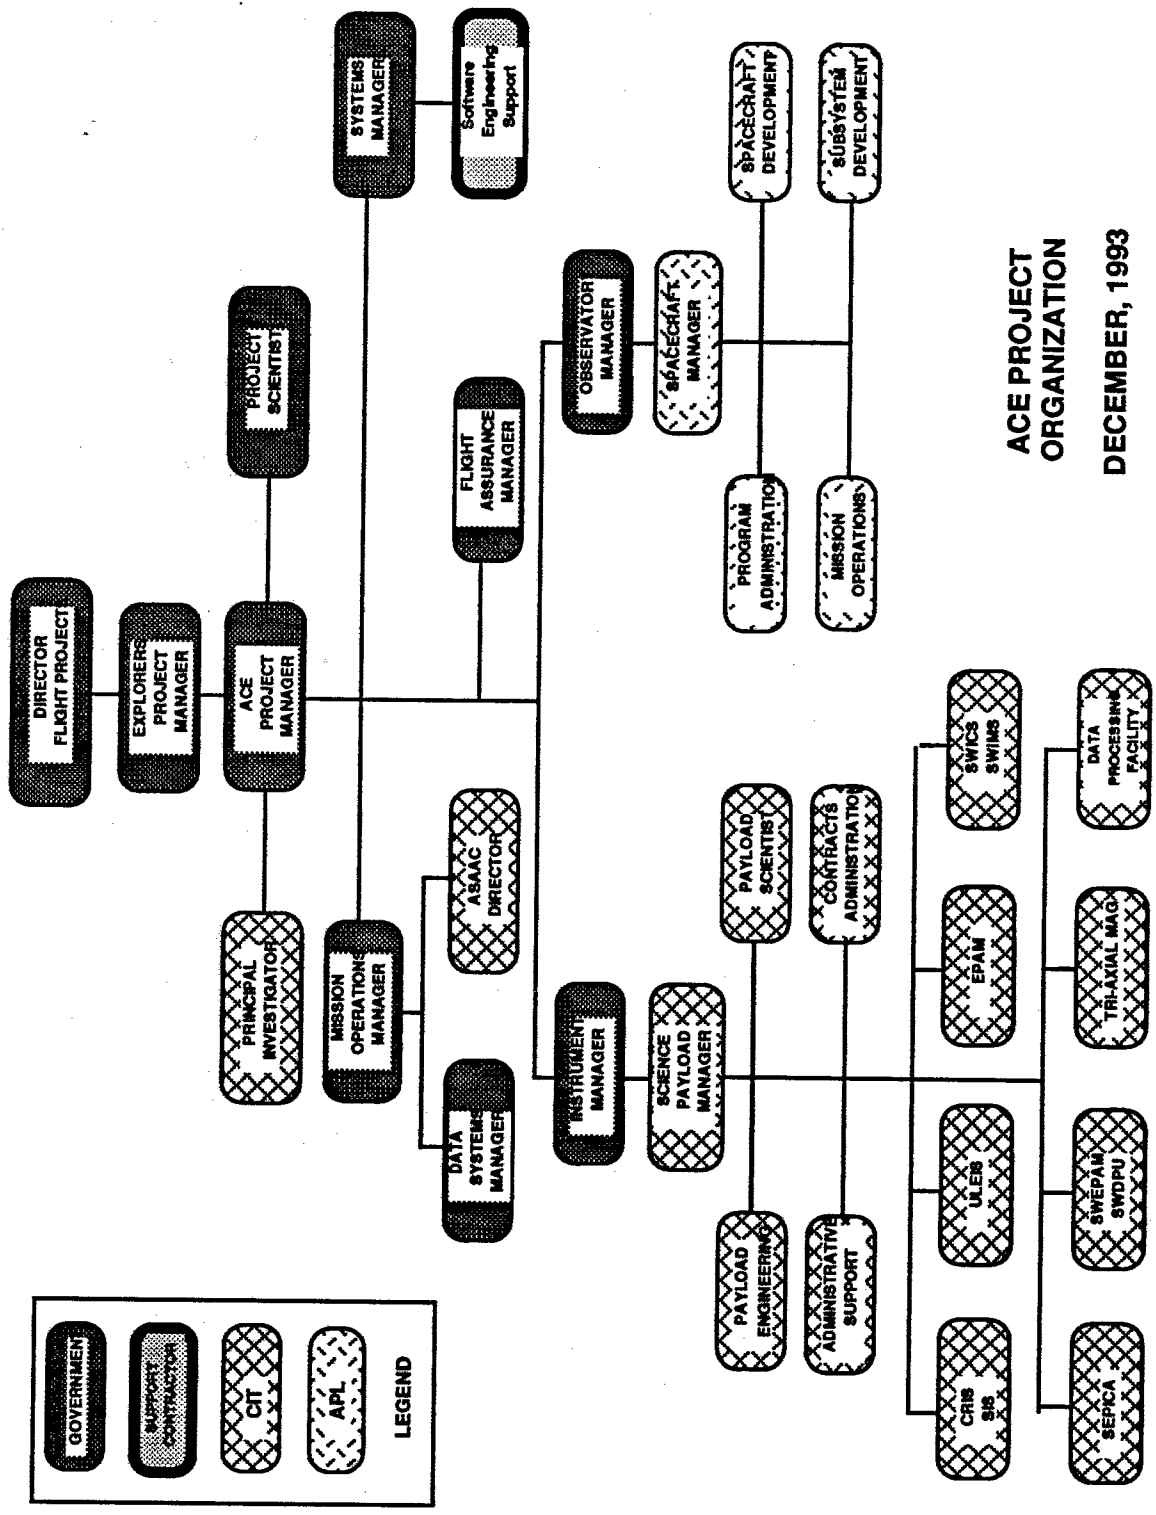 DIRECTOR
FLIGHT PROJECT
EXPLORERS
PROJECT
MANAGER
PRINCIPAL
INVESTIGATOR
ACE
PROJECT
MANAGER
PROJECT
SCIENTIST
MISSION
OPERATIONS
MANAGER
SYSTEMS
MANAGER
DATA
SYSTEMS
MANAGER
ASAAC
DIRECTOR
FLIGHT
ASSURANCE
MANAGER
Software
Engineering
Support
INSTRUMENT
MANAGER
OBSERVATOR
MANAGER
SCIENCE
PAYLOAD
MANAGER
SPACECRAFT
MANAGER
PAYLOAD
ENGINEERING
PAYLOAD
SCIENTIST
PROGRAM
ADMINISTRATION
SPACECRAFT
DEVELOPMENT
ADMINISTRATIVE
SUPPORT
CONTRACTS
ADMINISTRATION
MISSION
OPERATIONS
SUBSYSTEM
DEVELOPMENT
CRIS
SIS
ULEIS
EPAM
SWICS
SWIMS
SEPICA
SWEPAM
SWDPU
TRI-AXIAL MAG
DATA
PROCESSING
FACILITY
GOVERNMENT
SUPPORT
CONTRACTOR
CIT
APL
LEGEND
ACE PROJECT
ORGANIZATION
DECEMBER, 1993